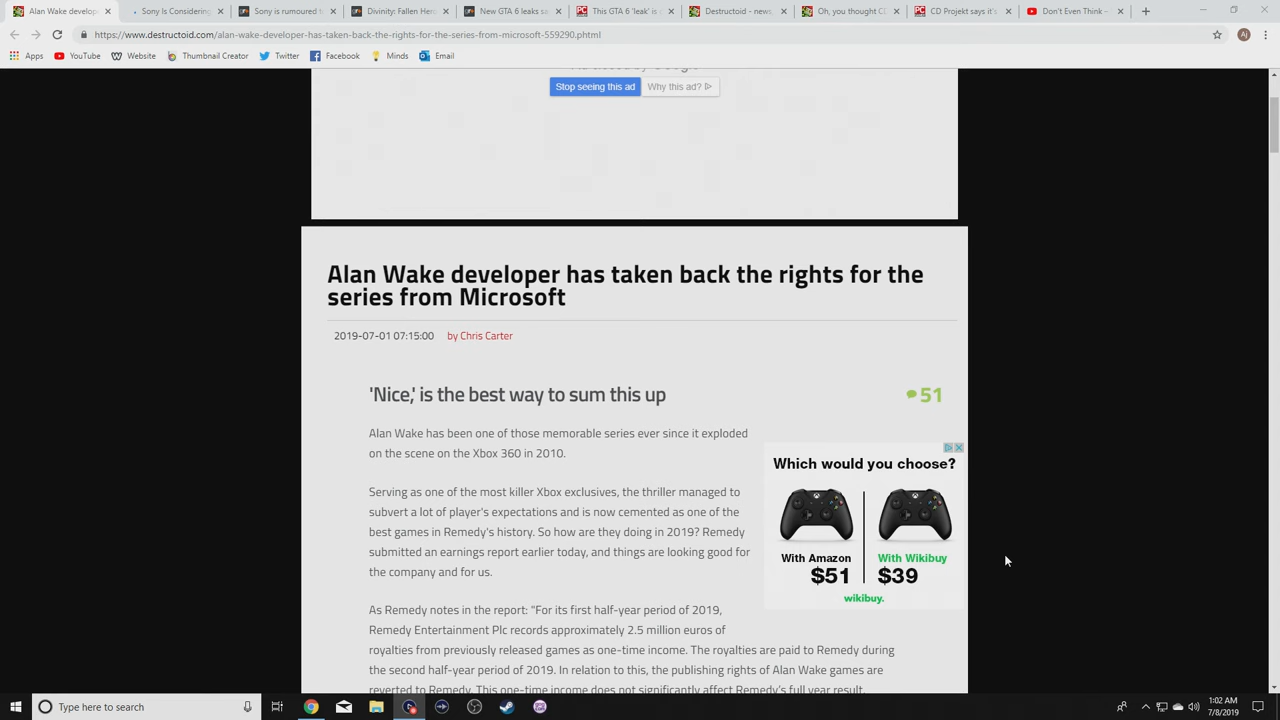 Alan Wake develop
Sony Is Considering
Sony is rumoured t
Divinity: Fallen Her
New GTA 6 leaks sa
This GTA 6 'leak' is c
Destructoid – news,
Oh, you thought C
CD Projekt says it's
Don't Even Think –
https://www.destructoid.com/alan-wake-developer-has-taken-back-the-rights-for-the-series-from-microsoft-559290.phtml
Aj
Apps
YouTube
Website
Thumbnail Creator
Twitter
Facebook
Minds
Email
Stop seeing this ad
Why this ad?
Alan Wake developer has taken back the rights for the
series from Microsoft
2019-07-01 07:15:00 by Chris Carter
'Nice,' is the best way to sum this up
51
Alan Wake has been one of those memorable series ever since it exploded
on the scene on the Xbox 360 in 2010.
Serving as one of the most killer Xbox exclusives, the thriller managed to
subvert a lot of player's expectations and is now cemented as one of the
best games in Remedy's history. So how are they doing in 2019? Remedy
submitted an earnings report earlier today, and things are looking good for
the company and for us.
Which would you choose?
With Amazon
$51
With Wikibuy
$39
wikibuy.
As Remedy notes in the report: "For its first half-year period of 2019,
Remedy Entertainment Plc records approximately 2.5 million euros of
royalties from previously released games as one-time income. The royalties are paid to Remedy during
the second half-year period of 2019. In relation to this, the publishing rights of Alan Wake games are
reverted to Remedy. This one-time income does not significantly affect Remedy's full year result.
Type here to search
1:02 AM
7/8/2019